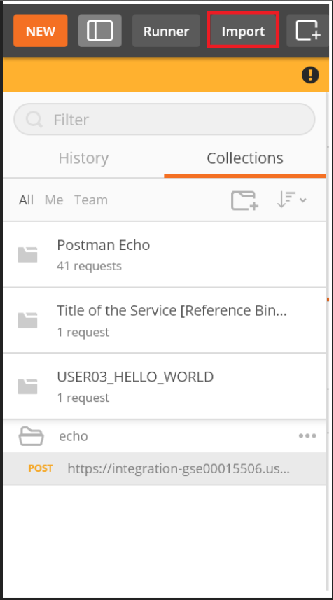 NEW Runner Import
Filter
History Collections
All Me Team
Postman Echo
41 requests
Title of the Service [Reference Bin...
1 request
USER03_HELLO_WORLD
1 request
echo
POST https://integration-gse00015506.us...